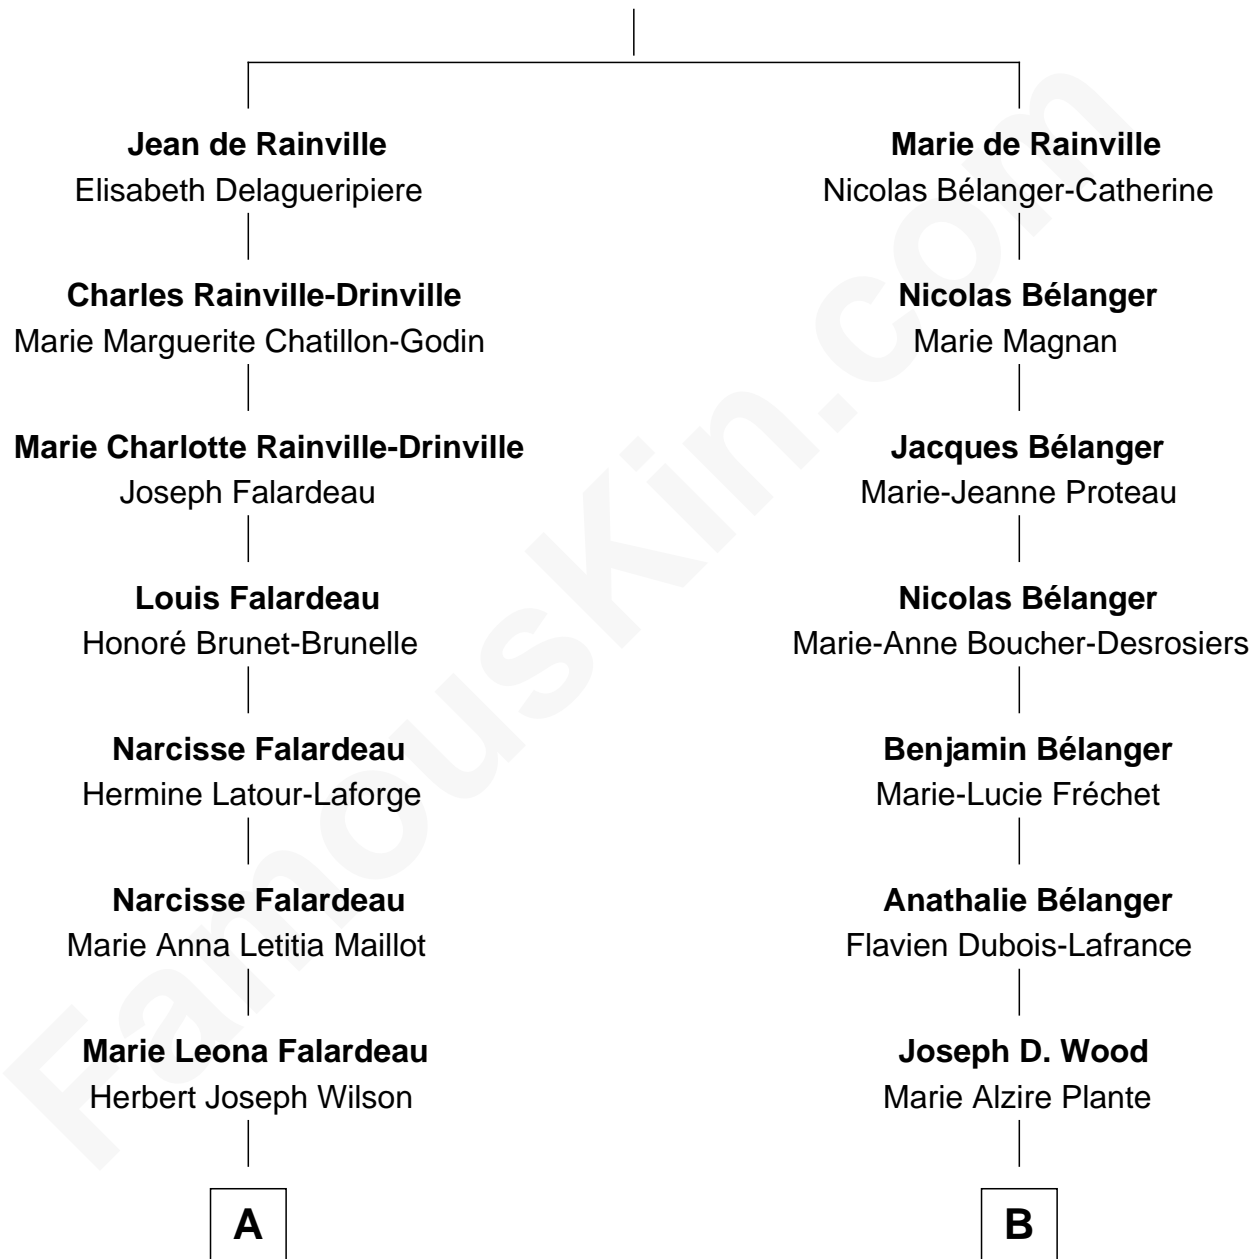 Jean de Rainville
Elisabeth Delagueripiere
Charles Rainville-Drinville
Marie Marguerite Chatillon-Godin
Marie Charlotte Rainville-Drinville
Joseph Falardeau
Louis Falardeau
Honoré Brunet-Brunelle
Narcisse Falardeau
Hermine Latour-Laforge
Narcisse Falardeau
Marie Anna Letitia Maillot
Marie Leona Falardeau
Herbert Joseph Wilson
A
Marie de Rainville
Nicolas Bélanger-Catherine
Nicolas Bélanger
Marie Magnan
Jacques Bélanger
Marie-Jeanne Proteau
Nicolas Bélanger
Marie-Anne Boucher-Desrosiers
Benjamin Bélanger
Marie-Lucie Fréchet
Anathalie Bélanger
Flavien Dubois-Lafrance
Joseph D. Wood
Marie Alzire Plante
B
FamousKin.com